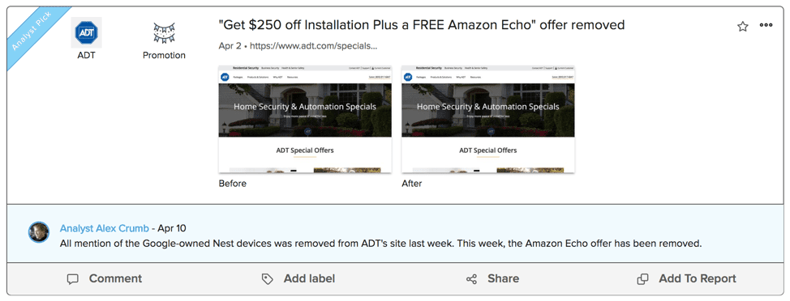 Analyst Pick
ADT
ADT
Promotion
"Get $250 off Installation Plus a FREE Amazon Echo" offer removed
Apr 2 • https://www.adt.com/specials...
Home Security & Automation Specials
ADT Special Offers
Before
Home Security & Automation Specials
ADT Special Offers
After
Analyst Alex Crumb - Apr 10
All mention of the Google-owned Nest devices was removed from ADT's site last week. This week, the Amazon Echo offer has been removed.
Comment
Add label
Share
Add To Report